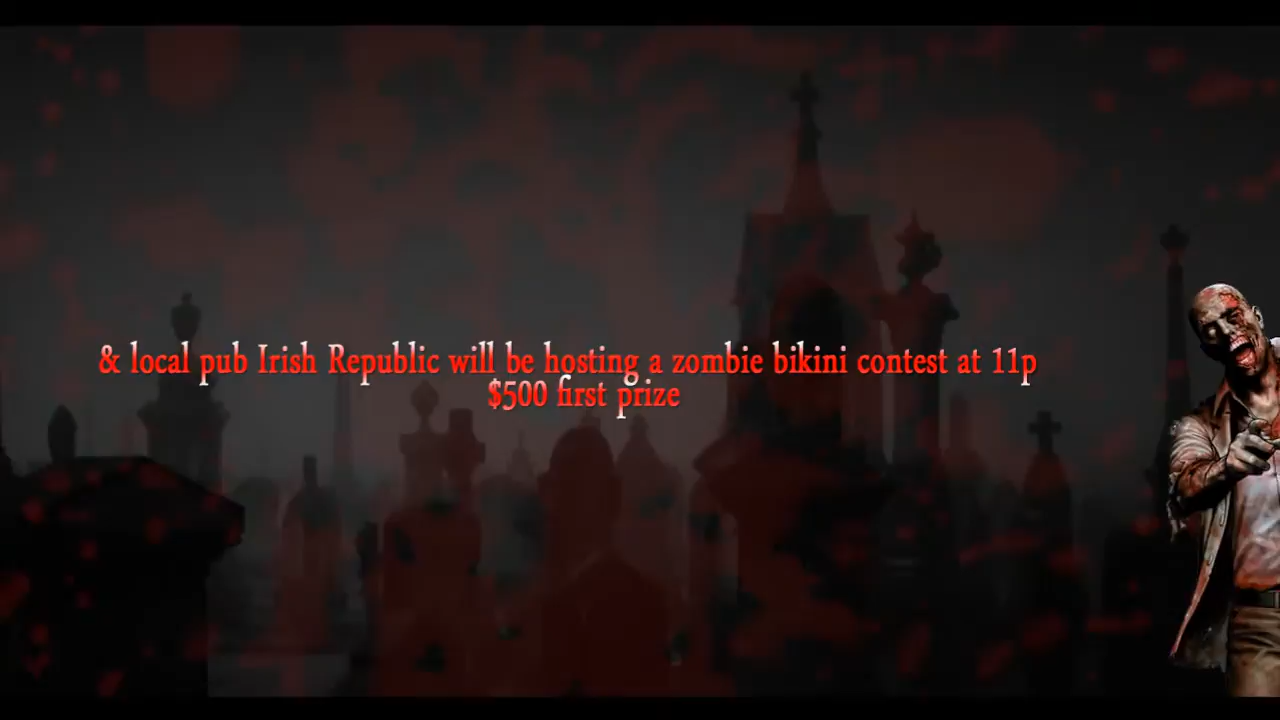 & local pub Irish Republic will be hosting a zombie bikini contest at 11p
$500 first prize